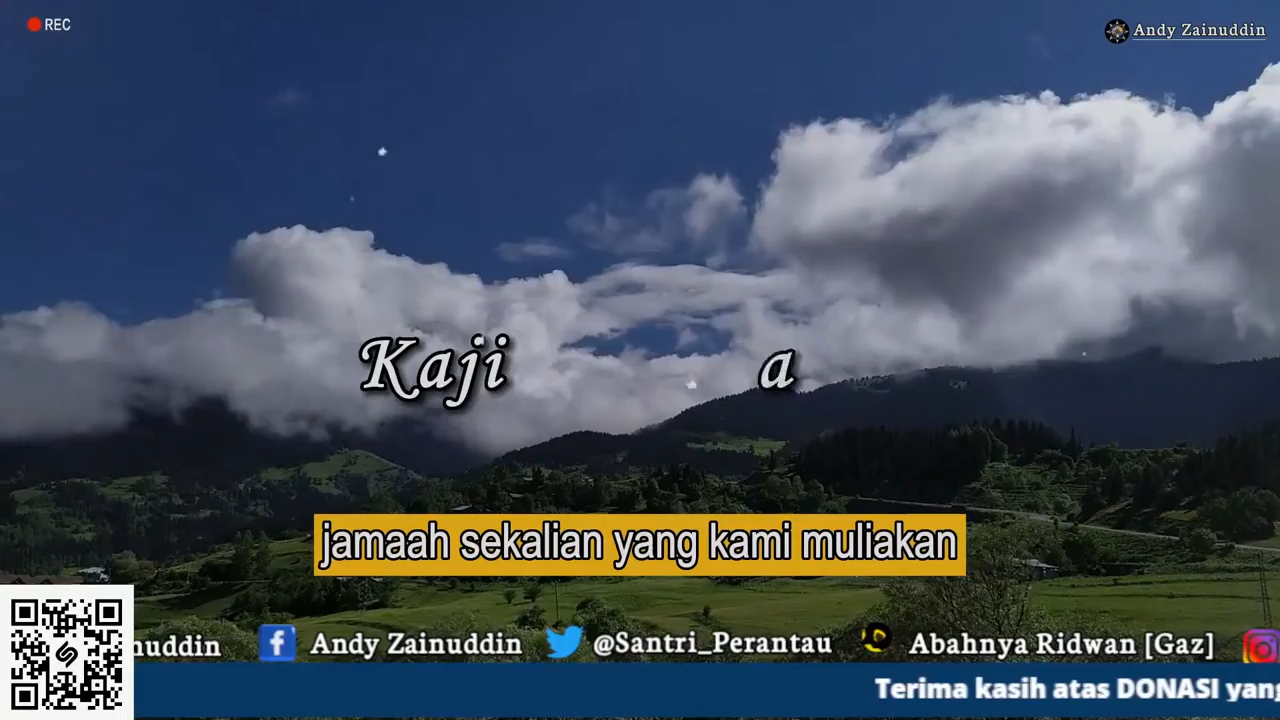 REC
Andy Zainuddin
Kaji a
jamaah sekalian yang kami muliakan
nuddin Andy Zainuddin @Santri_Perantau Abahnya Ridwan [Gaz]
Terima kasih atas DONASI yang